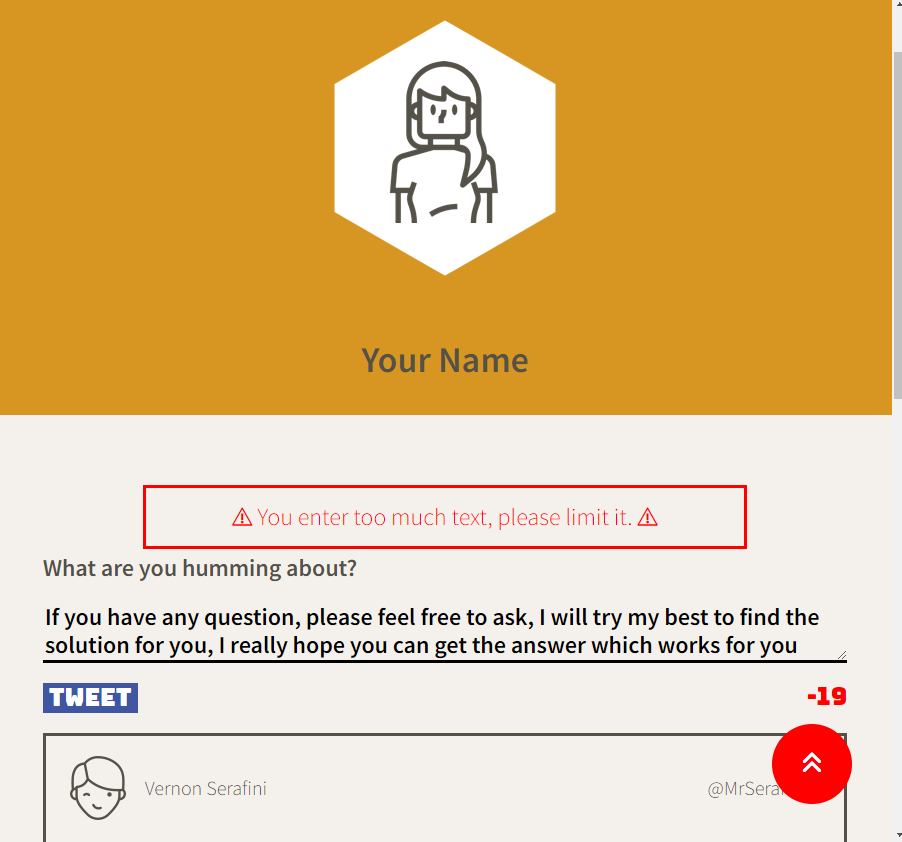 Your Name
⚠ You enter too much text, please limit it. ⚠
What are you humming about?
If you have any question, please feel free to ask, I will try my best to find the
solution for you, I really hope you can get the answer which works for you
TWEET
-19
Vernon Serafini
@MrSera